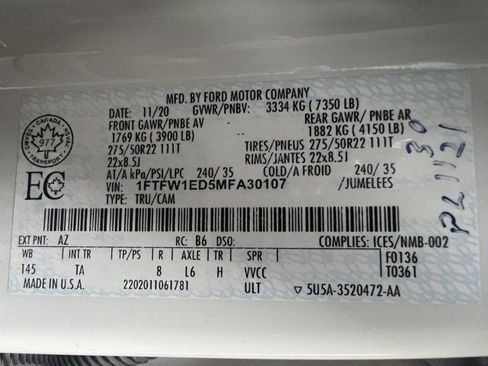 MFD. BY FORD MOTOR COMPANY
DATE: 11/20 GVWR/PNBV: 3334 KG ( 7350 LB)
FRONT GAWR/PNBE AV REAR GAWR/ PNBE AR
1769 KG ( 3900 LB) 1882 KG ( 4150 LB)
275/50R22 111T TIRES/PNEUS 275/50R22 111T
22x8.5J RIMS/JANTES 22x8.5J
AT/A kPa/PSI/LPC 240/ 35 COLD/A FROID 240/ 35
VIN: 1FTFW1ED5MFA30107 /JUMELEES
TYPE: TRU/CAM
CANADA
977
TRANSPORT
EC
EXT PNT: AZ RC: B6 DSO: COMPLIES: ICES/NMB-002
WB INT TR TP/PS R AXLE TR SPR F0136
145 TA 8 L6 H VVCC T0361
MADE IN U.S.A. 2202011061781 ULT ▽ 5U5A-3520472-AA